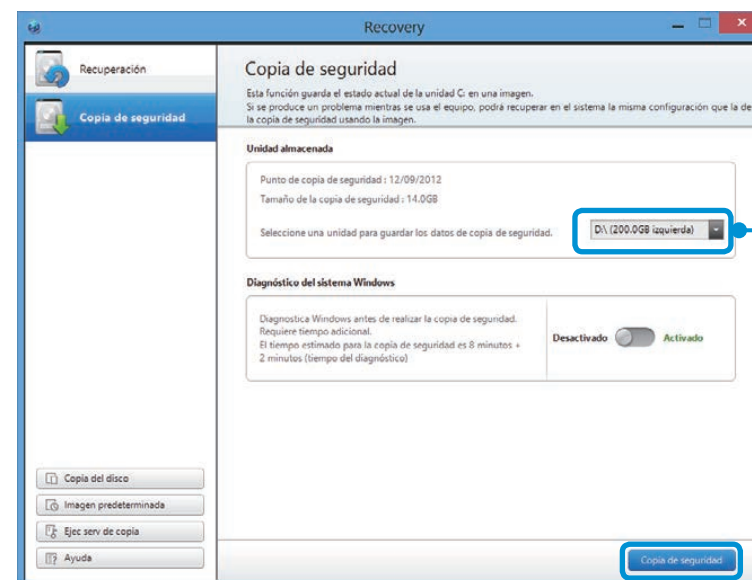 Recovery
Recuperación
Copia de seguridad
Copia de seguridad
Esta función guarda el estado actual de la unidad C: en una imagen.
Si se produce un problema mientras se usa el equipo, podrá recuperar en el sistema la misma configuración que la de
la copia de seguridad usando la imagen.
Unidad almacenada
Punto de copia de seguridad : 12/09/2012
Tamaño de la copia de seguridad : 14.0GB
Seleccione una unidad para guardar los datos de copia de seguridad.
D:\ (200.0GB izquierda)
Diagnóstico del sistema Windows
Diagnostica Windows antes de realizar la copia de seguridad.
Requiere tiempo adicional.
El tiempo estimado para la copia de seguridad es 8 minutos +
2 minutos (tiempo del diagnóstico)
Desactivado
Activado
Copia del disco
Imagen predeterminada
Ejec serv de copia
Ayuda
Copia de seguridad